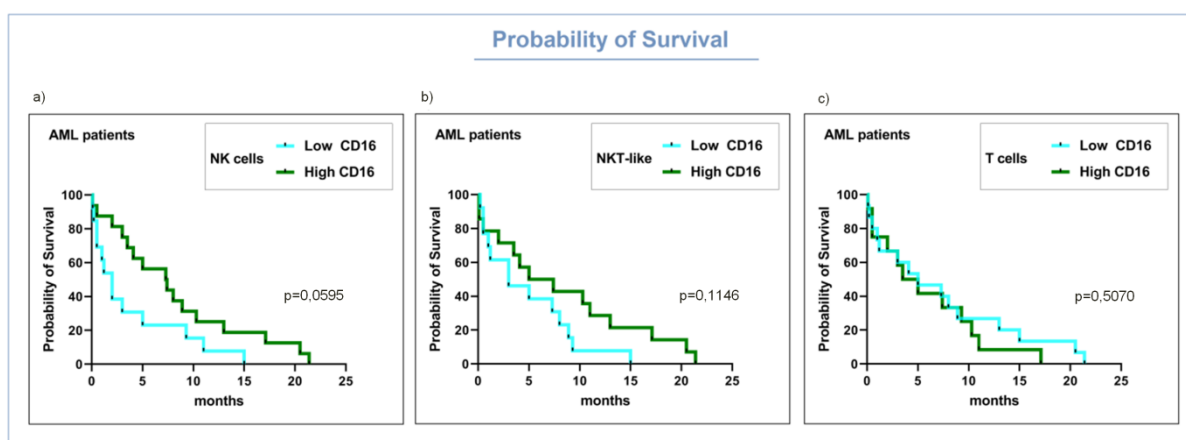 Probability of Survival
a)
AML patients
NK cells
Low CD16
High CD16
Probability of Survival
100
80
60
40
20
0
p=0,0595
0 5 10 15 20 25
months
b)
AML patients
NKT-like
Low CD16
High CD16
Probability of Survival
100
80
60
40
20
0
p=0,1146
0 5 10 15 20 25
months
c)
AML patients
T cells
Low CD16
High CD16
Probability of Survival
100
80
60
40
20
0
p=0,5070
0 5 10 15 20 25
months